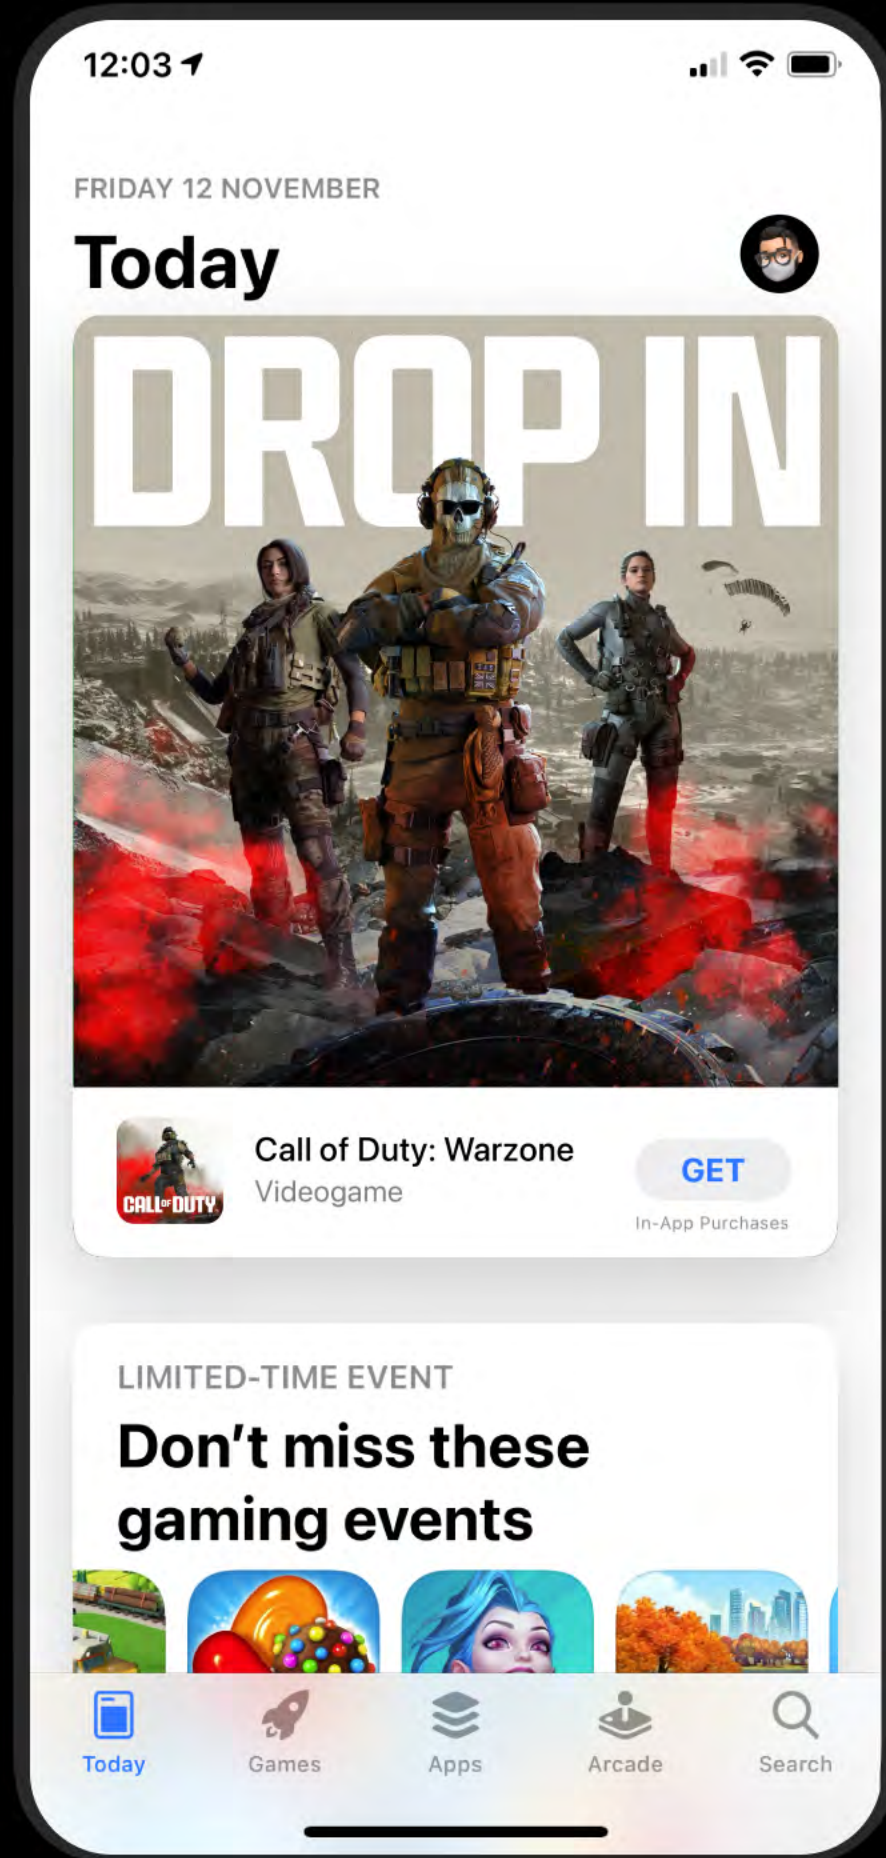 12:03
FRIDAY 12 NOVEMBER
Today
DROP IN
CALL OF DUTY
Call of Duty: Warzone
Videogame
GET
In-App Purchases
LIMITED-TIME EVENT
Don't miss these
gaming events
Today
Games
Apps
Arcade
Search